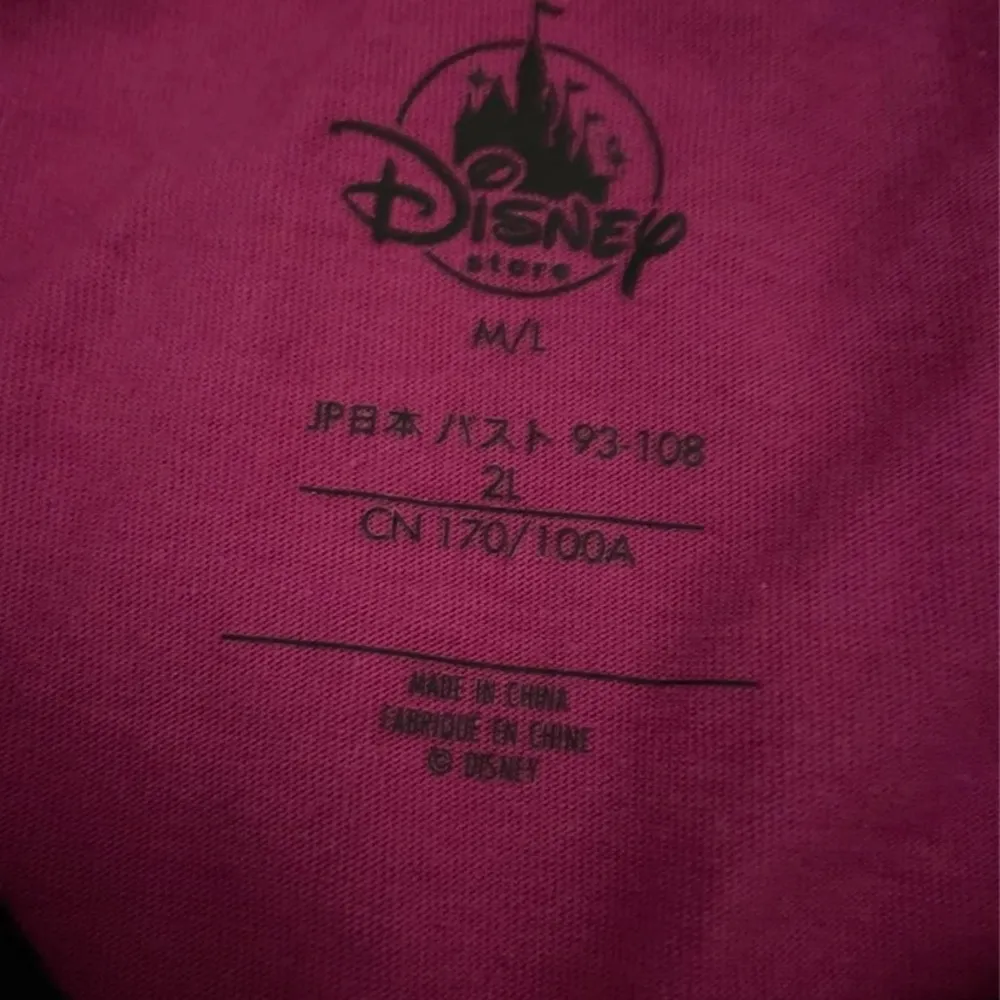 Disney
store
M/L
JP日本 バスト 93-108
2L
CN 170/100A
MADE IN CHINA
FABRIQUE EN CHINE
© DISNEY